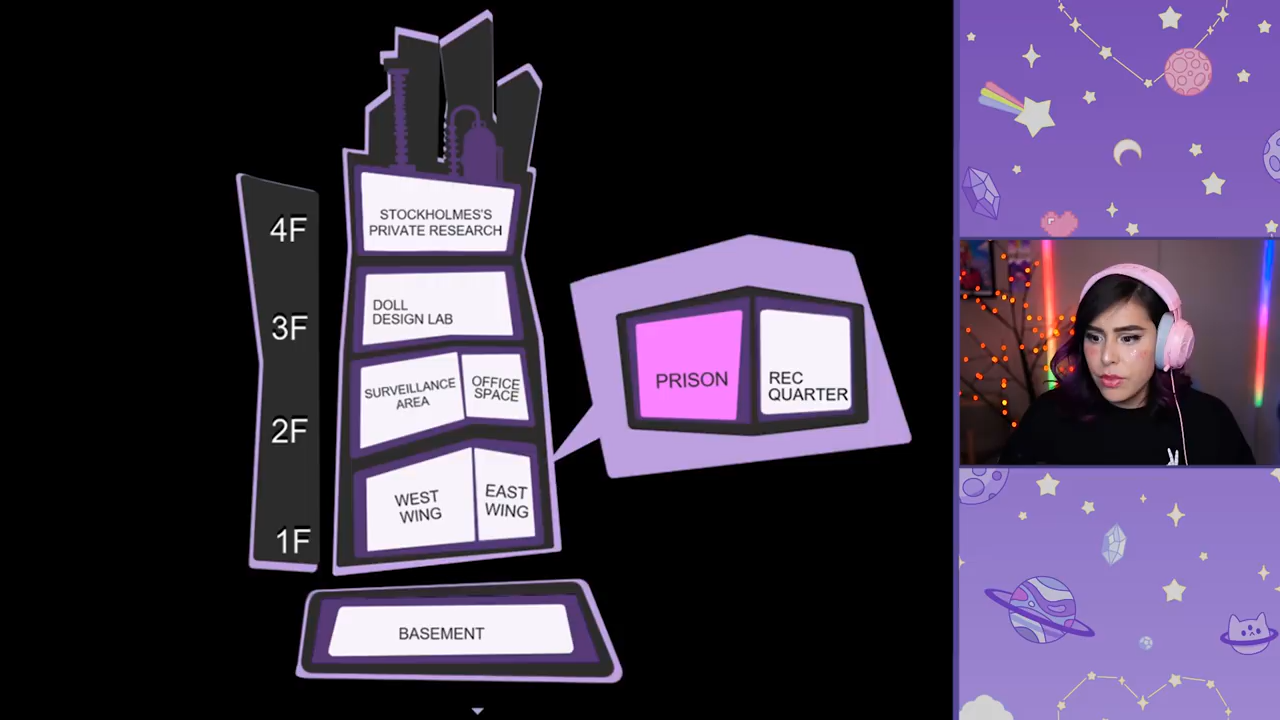 4F
STOCKHOLMES'S
PRIVATE RESEARCH
3F
DOLL
DESIGN LAB
2F
SURVEILLANCE
AREA
OFFICE
SPACE
PRISON
REC
QUARTER
1F
WEST
WING
EAST
WING
BASEMENT